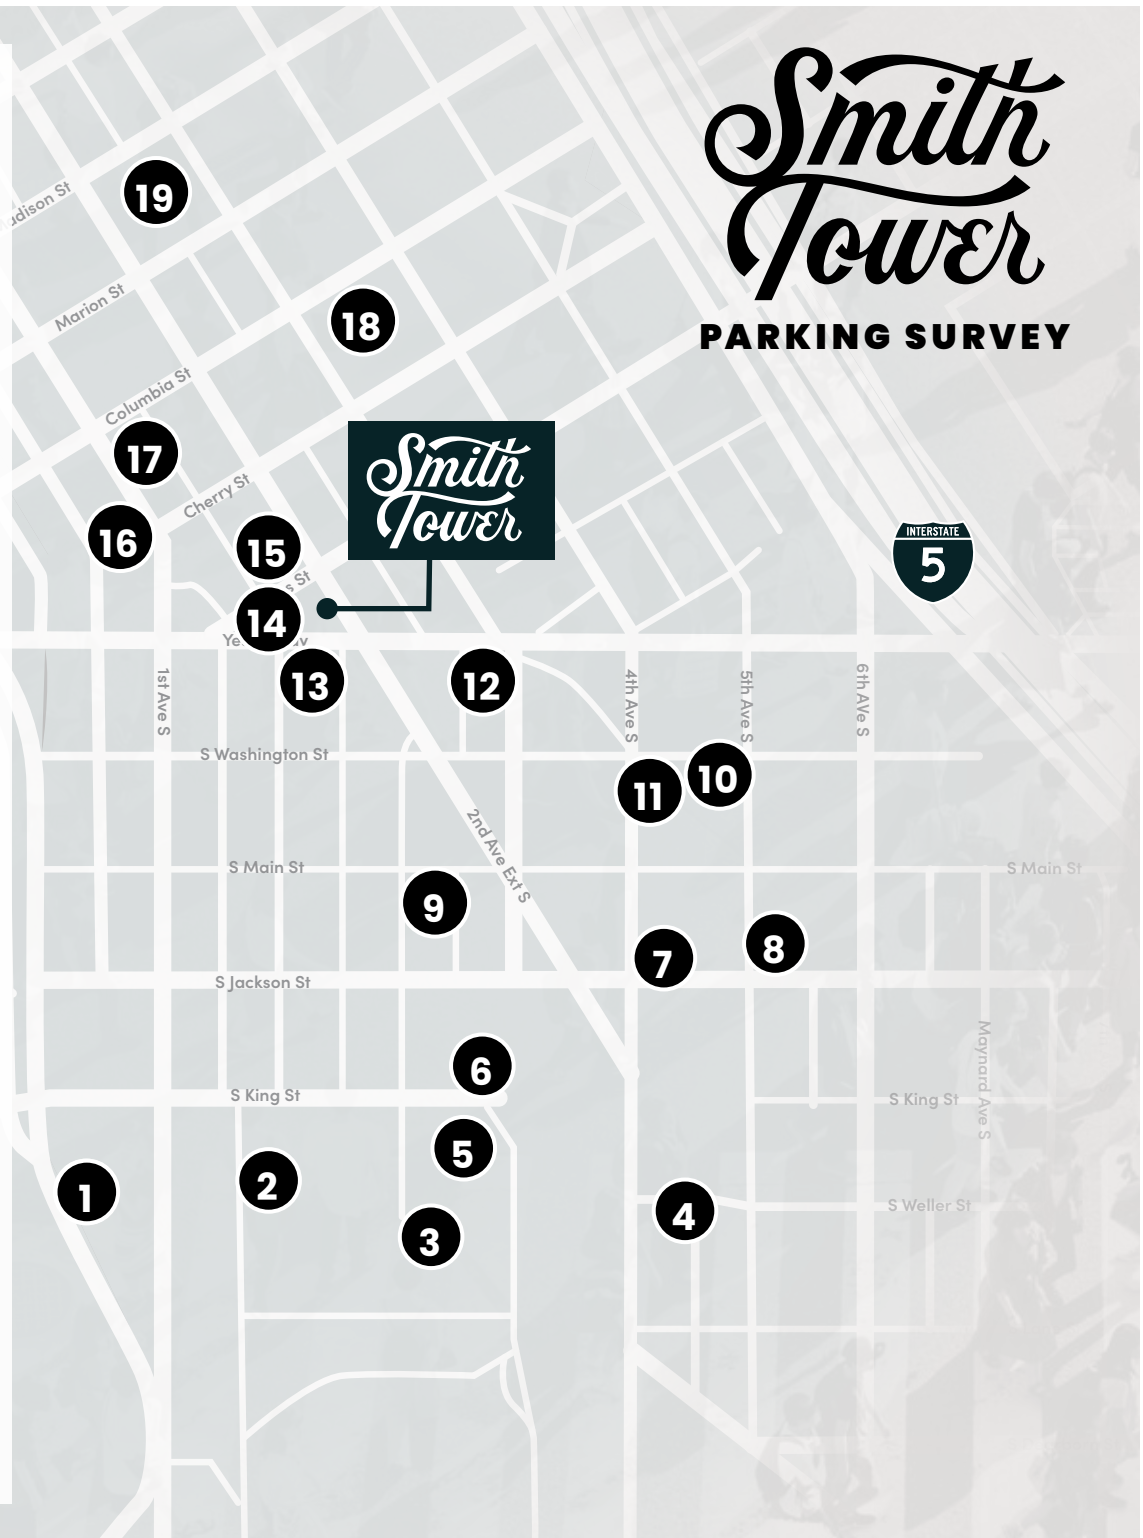 Smith
Tower
PARKING SURVEY
19
Marion St
18
Columbia St
17
Cherry St
16
15
Smith
Tower
INTERSTATE
5
14
13
12
1st Ave S
4th Ave S
5th Ave S
6th AVe S
S Washington St
11
10
2nd Ave Ext S
S Main St
S Main St
9
7
8
S Jackson St
6
Maynard Ave S
S King St
S King St
5
1
2
3
4
S Weller St